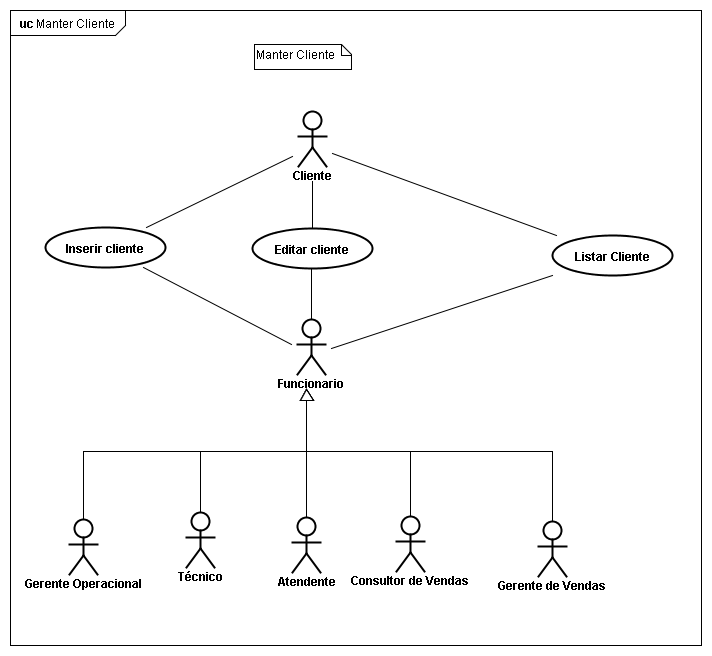 uc Manter Cliente
Manter Cliente
Cliente
Inserir cliente
Editar cliente
Listar Cliente
Funcionario
Gerente Operacional
Técnico
Atendente
Consultor de Vendas
Gerente de Vendas